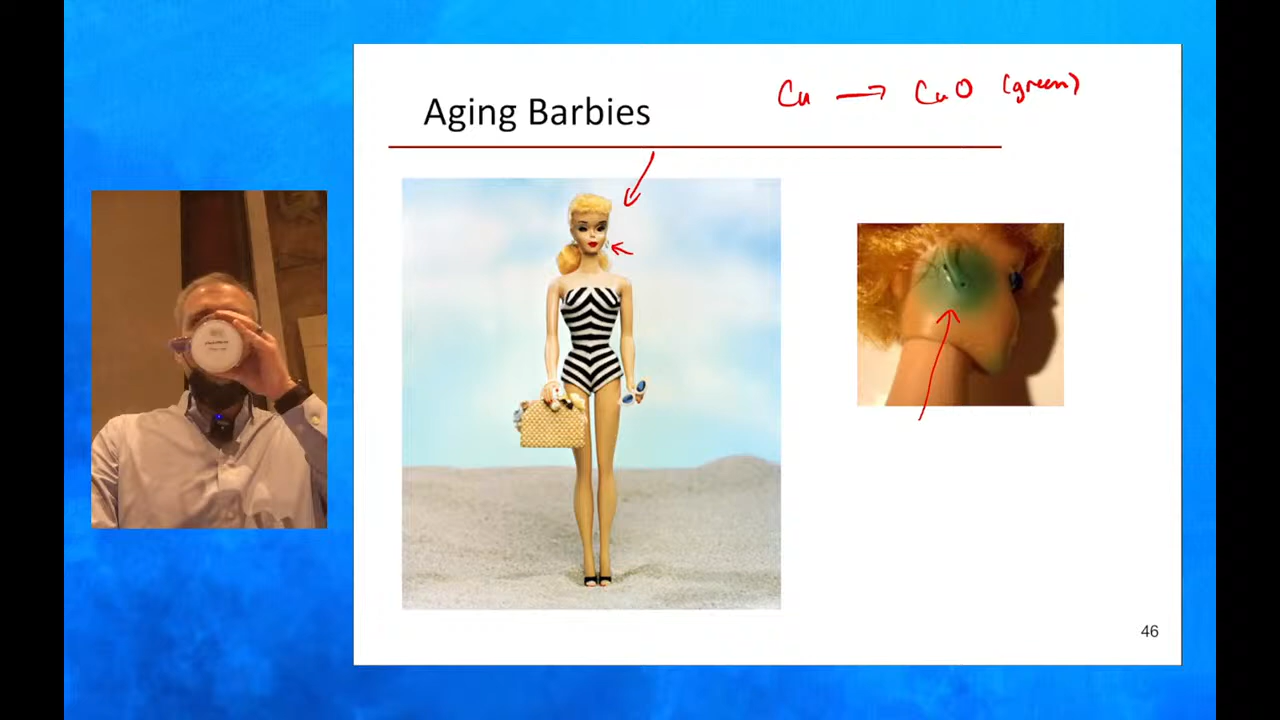 Cu → CuO (green)
Aging Barbies
46